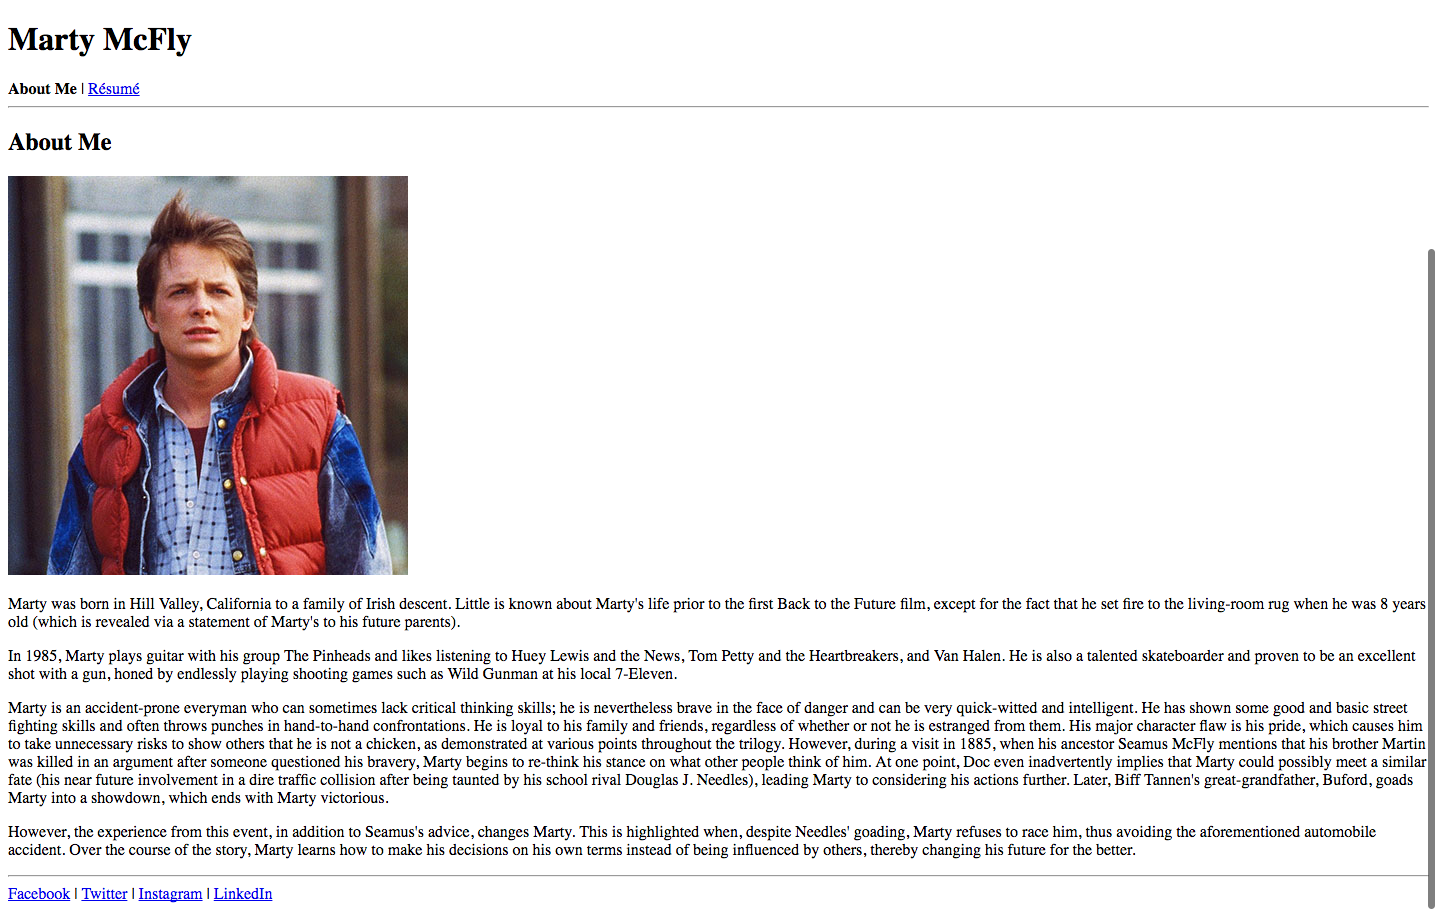 Marty McFly
About Me | Résumé
About Me
Marty was born in Hill Valley, California to a family of Irish descent. Little is known about Marty's life prior to the first Back to the Future film, except for the fact that he set fire to the living-room rug when he was 8 years
old (which is revealed via a statement of Marty's to his future parents).
In 1985, Marty plays guitar with his group The Pinheads and likes listening to Huey Lewis and the News, Tom Petty and the Heartbreakers, and Van Halen. He is also a talented skateboarder and proven to be an excellent
shot with a gun, honed by endlessly playing shooting games such as Wild Gunman at his local 7-Eleven.
Marty is an accident-prone everyman who can sometimes lack critical thinking skills; he is nevertheless brave in the face of danger and can be very quick-witted and intelligent. He has shown some good and basic street
fighting skills and often throws punches in hand-to-hand confrontations. He is loyal to his family and friends, regardless of whether or not he is estranged from them. His major character flaw is his pride, which causes him
to take unnecessary risks to show others that he is not a chicken, as demonstrated at various points throughout the trilogy. However, during a visit in 1885, when his ancestor Seamus McFly mentions that his brother Martin
was killed in an argument after someone questioned his bravery, Marty begins to re-think his stance on what other people think of him. At one point, Doc even inadvertently implies that Marty could possibly meet a similar
fate (his near future involvement in a dire traffic collision after being taunted by his school rival Douglas J. Needles), leading Marty to considering his actions further. Later, Biff Tannen's great-grandfather, Buford, goads
Marty into a showdown, which ends with Marty victorious.
However, the experience from this event, in addition to Seamus's advice, changes Marty. This is highlighted when, despite Needles' goading, Marty refuses to race him, thus avoiding the aforementioned automobile
accident. Over the course of the story, Marty learns how to make his decisions on his own terms instead of being influenced by others, thereby changing his future for the better.
Facebook | Twitter | Instagram | LinkedIn